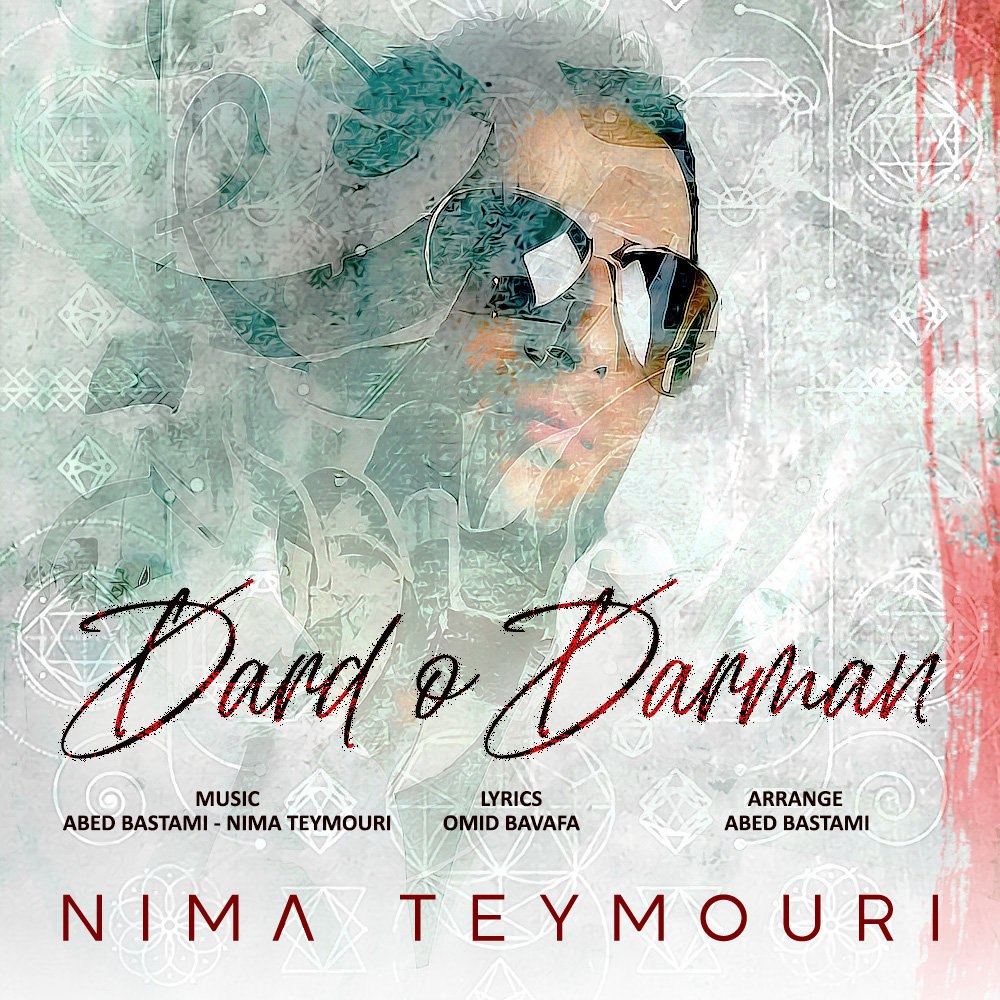 Dard o Darman
MUSIC
ABED BASTAMI - NIMA TEYMOURI
LYRICS
OMID BAVAFA
ARRANGE
ABED BASTAMI
NIMA TEYMOURI